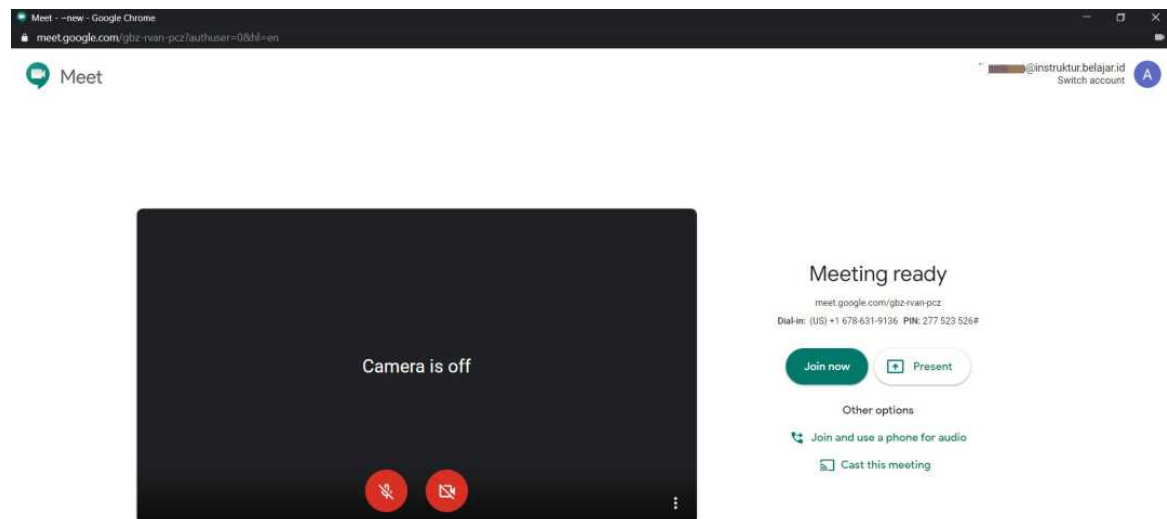 Meet - ~new - Google Chrome
meet.google.com/gbz-rvan-pcz?authuser=0&hl=en
Meet
@instruktur.belajar.id
Switch account
A
Camera is off
Meeting ready
meet.google.com/gbz-rvan-pcz
Dial-in: (US) +1 678-631-9136 PIN: 277 523 526#
Join now
Present
Other options
Join and use a phone for audio
Cast this meeting